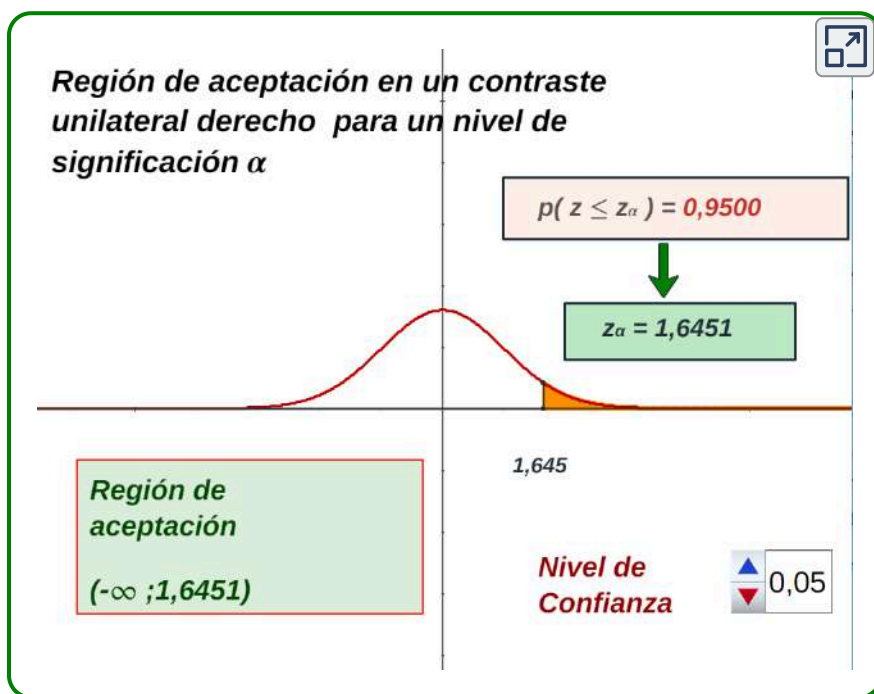 Región de aceptación en un contraste
unilateral derecho para un nivel de
significación α
p( z ≤ zα ) = 0,9500
zα = 1,6451
1,645
Región de
aceptación
(-∞ ;1,6451)
Nivel de
Confianza
0,05